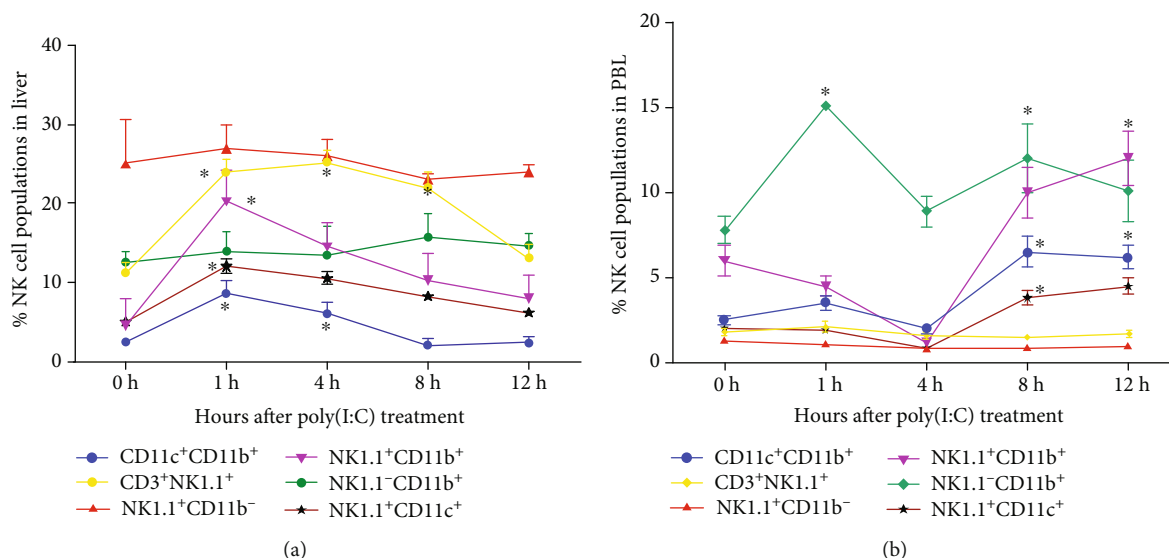 % NK cell populations in liver
40
30
20
10
0
0 h 1 h 4 h 8 h 12 h
Hours after poly(I:C) treatment
* * * * * * * *
CD11c⁺CD11b⁺
CD3⁺NK1.1⁺
NK1.1⁺CD11b⁻
NK1.1⁺CD11b⁺
NK1.1⁻CD11b⁺
NK1.1⁺CD11c⁺
(a)
% NK cell popullations in PBL
20
15
10
5
0
0 h 1 h 4 h 8 h 12 h
Hours after poly(I:C) treatment
* * * * * *
CD11c⁺CD11b⁺
CD3⁺NK1.1⁺
NK1.1⁺CD11b⁻
NK1.1⁺CD11b⁺
NK1.1⁻CD11b⁺
NK1.1⁺CD11c⁺
(b)